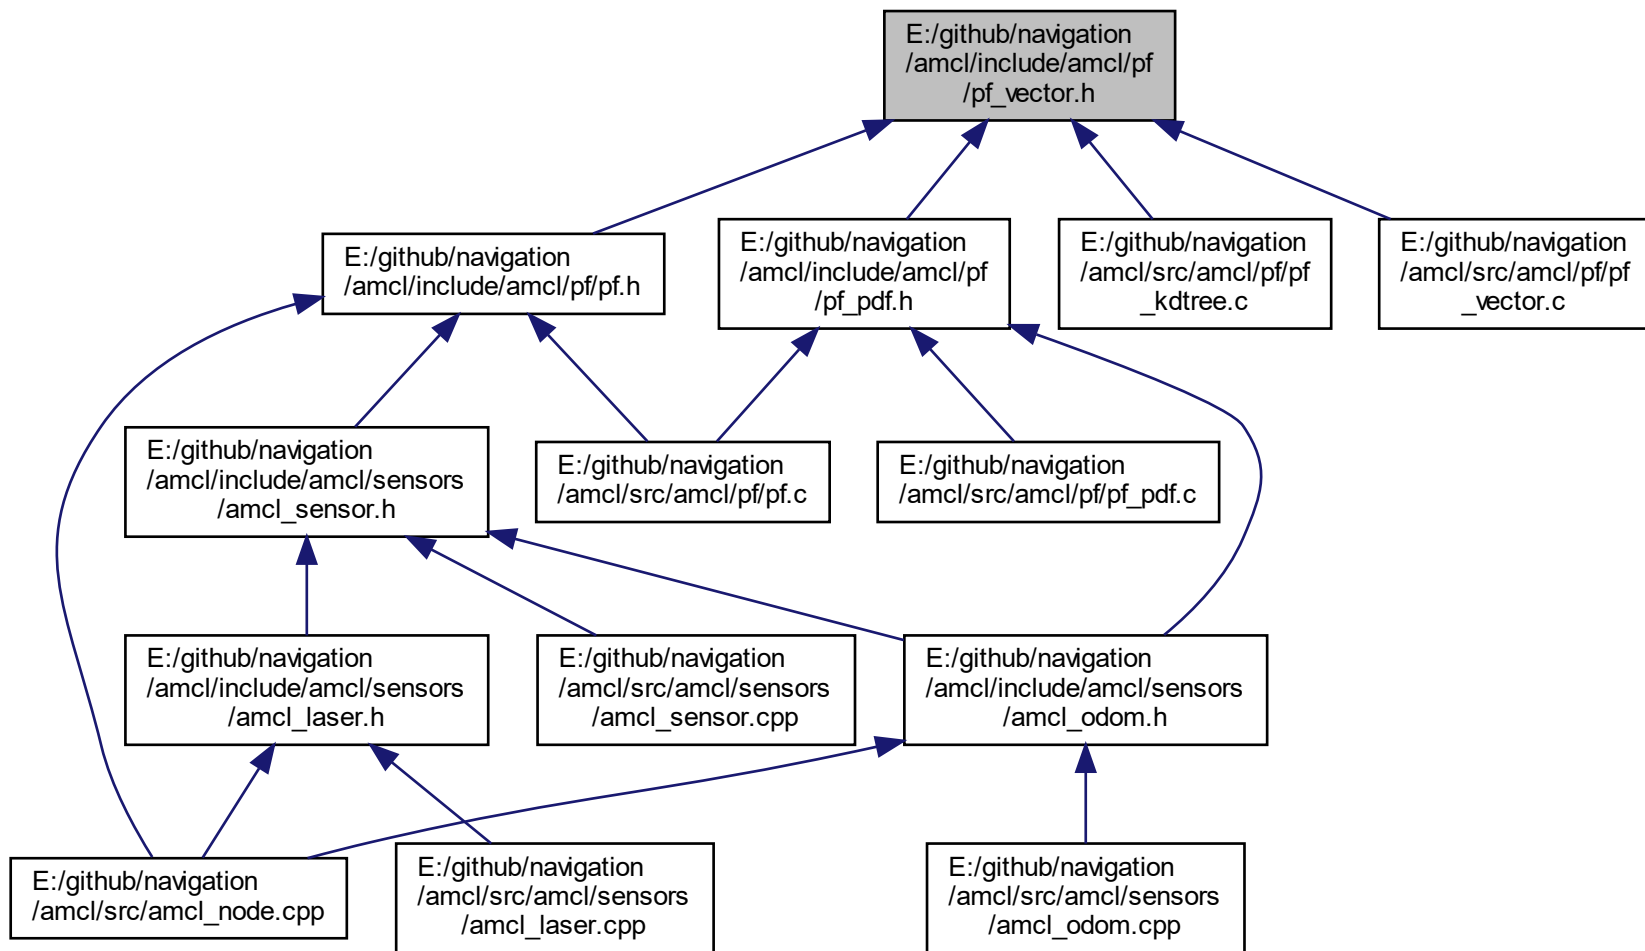 E:/github/navigation
/amcl/include/amcl/pf
/pf_vector.h
E:/github/navigation
/amcl/include/amcl/pf/pf.h
E:/github/navigation
/amcl/include/amcl/pf
/pf_pdf.h
E:/github/navigation
/amcl/src/amcl/pf/pf
_kdtree.c
E:/github/navigation
/amcl/src/amcl/pf/pf
_vector.c
E:/github/navigation
/amcl/include/amcl/sensors
/amcl_sensor.h
E:/github/navigation
/amcl/src/amcl/pf/pf.c
E:/github/navigation
/amcl/src/amcl/pf/pf_pdf.c
E:/github/navigation
/amcl/include/amcl/sensors
/amcl_laser.h
E:/github/navigation
/amcl/src/amcl/sensors
/amcl_sensor.cpp
E:/github/navigation
/amcl/include/amcl/sensors
/amcl_odom.h
E:/github/navigation
/amcl/src/amcl_node.cpp
E:/github/navigation
/amcl/src/amcl/sensors
/amcl_laser.cpp
E:/github/navigation
/amcl/src/amcl/sensors
/amcl_odom.cpp